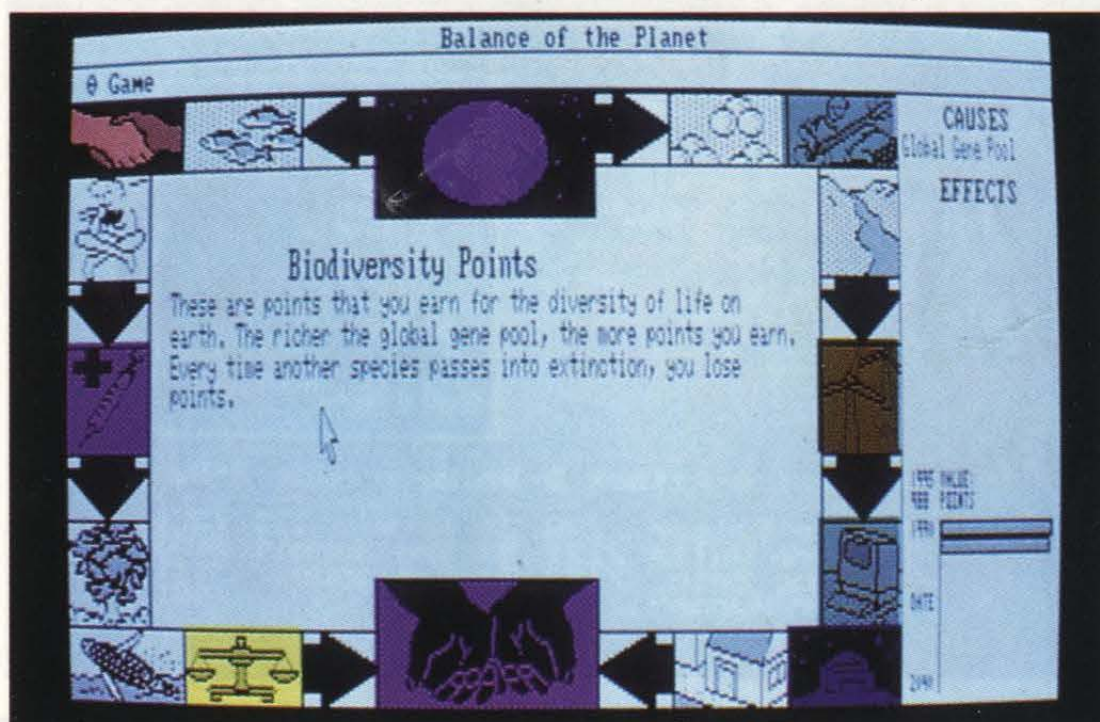 Balance of the Planet
θ Game
CAUSES
Global Gene Pool
EFFECTS
Biodiversity Points
These are points that you earn for the diversity of life on
earth. The richer the global gene pool, the more points you earn.
Every time another species passes into extinction, you lose
points.
1995 VALUE:
POINTS
1990
DATE
2090